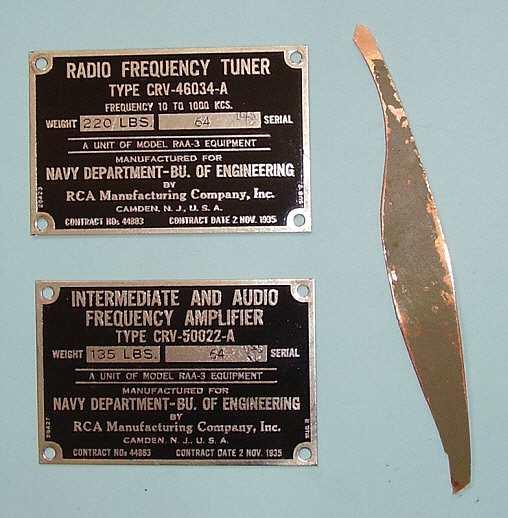 RADIO FREQUENCY TUNER
TYPE CRV-46034-A
FREQUENCY 10 TO 1000 KCS.
WEIGHT 220 LBS. 64 SERIAL
A UNIT OF MODEL RAA-3 EQUIPMENT
MANUFACTURED FOR
NAVY DEPARTMENT-BU. OF ENGINEERING
BY
RCA Manufacturing Company, Inc.
CAMDEN, N. J., U. S. A.
CONTRACT NOs 44883 CONTRACT DATE 2 NOV. 1935
INTERMEDIATE AND AUDIO
FREQUENCY AMPLIFIER
TYPE CRV-50022-A
WEIGHT 135 LBS. 64 SERIAL
A UNIT OF MODEL RAA-3 EQUIPMENT
MANUFACTURED FOR
NAVY DEPARTMENT-BU. OF ENGINEERING
BY
RCA Manufacturing Company, Inc.
CAMDEN, N. J., U. S. A.
CONTRACT NOs 44883 CONTRACT DATE 2 NOV. 1935